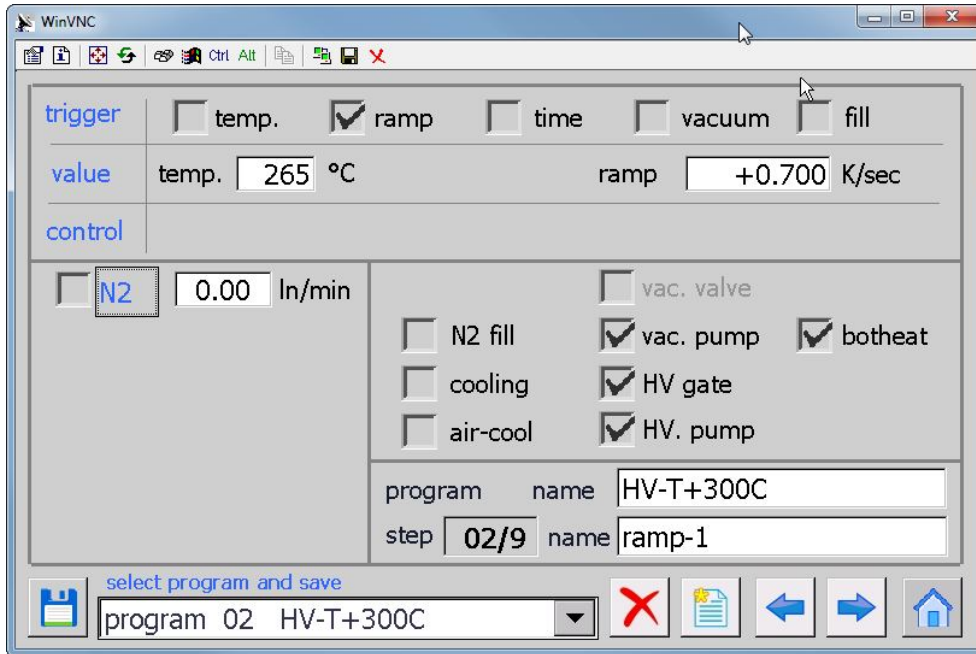 WinVNC
Ctrl Alt
trigger temp. ramp time vacuum fill
value temp. 265 °C ramp +0.700 K/sec
control
N2 0.00 ln/min
vac. valve
N2 fill vac. pump botheat
cooling HV gate
air-cool HV. pump
program name HV-T+300C
step 02/9 name ramp-1
select program and save
program 02 HV-T+300C